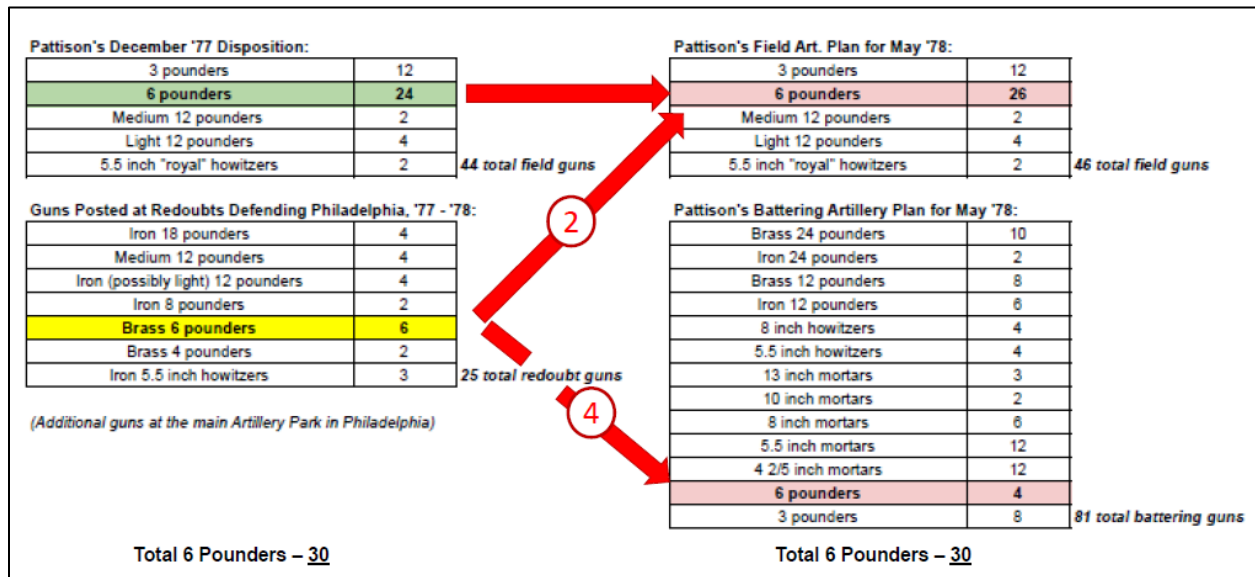 Pattison's December '77 Disposition:
3 pounders 12
6 pounders 24
Medium 12 pounders 2
Light 12 pounders 4
5.5 inch "royal" howitzers 2 44 total field guns
Guns Posted at Redoubts Defending Philadelphia, '77 - '78:
Iron 18 pounders 4
Medium 12 pounders 4
Iron (possibly light) 12 pounders 4
Iron 8 pounders 2
Brass 6 pounders 6
Brass 4 pounders 2
Iron 5.5 inch howitzers 3 25 total redoubt guns
(Additional guns at the main Artillery Park in Philadelphia)
Total 6 Pounders – 30
2
4
Pattison's Field Art. Plan for May '78:
3 pounders 12
6 pounders 26
Medium 12 pounders 2
Light 12 pounders 4
5.5 inch "royal" howitzers 2 46 total field guns
Pattison's Battering Artillery Plan for May '78:
Brass 24 pounders 10
Iron 24 pounders 2
Brass 12 pounders 8
Iron 12 pounders 6
8 inch howitzers 4
5.5 inch howitzers 4
13 inch mortars 3
10 inch mortars 2
8 inch mortars 6
5.5 inch mortars 12
4 2/5 inch mortars 12
6 pounders 4
3 pounders 8 81 total battering guns
Total 6 Pounders – 30